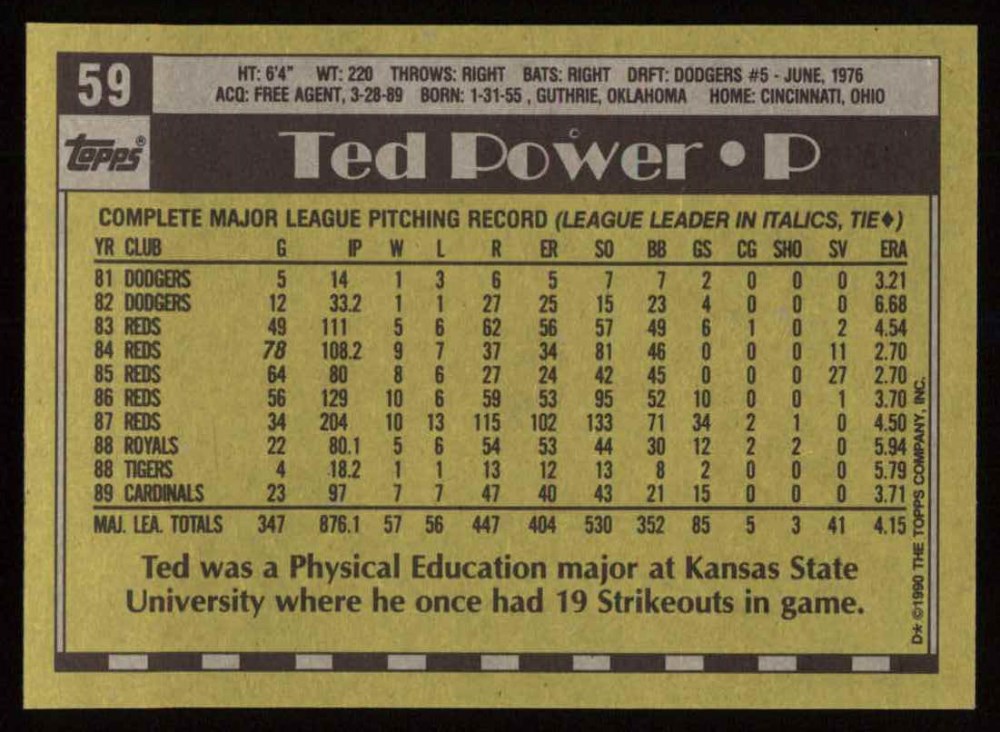 59
HT: 6'4" WT: 220 THROWS: RIGHT BATS: RIGHT DRFT: DODGERS #5 - JUNE, 1976
ACQ: FREE AGENT, 3-28-89 BORN: 1-31-55 , GUTHRIE, OKLAHOMA HOME: CINCINNATI, OHIO
topps®
Ted Power • P
COMPLETE MAJOR LEAGUE PITCHING RECORD (LEAGUE LEADER IN ITALICS, TIE♦)
YR CLUB G IP W L R ER SO BB GS CG SHO SV ERA
81 DODGERS 5 14 1 3 6 5 7 7 2 0 0 0 3.21
82 DODGERS 12 33.2 1 1 27 25 15 23 4 0 0 0 6.68
83 REDS 49 111 5 6 62 56 57 49 6 1 0 2 4.54
84 REDS 78 108.2 9 7 37 34 81 46 0 0 0 11 2.70
85 REDS 64 80 8 6 27 24 42 45 0 0 0 27 2.70
86 REDS 56 129 10 6 59 53 95 52 10 0 0 1 3.70
87 REDS 34 204 10 13 115 102 133 71 34 2 1 0 4.50
88 ROYALS 22 80.1 5 6 54 53 44 30 12 2 2 0 5.94
88 TIGERS 4 18.2 1 1 13 12 13 8 2 0 0 0 5.79
89 CARDINALS 23 97 7 7 47 40 43 21 15 0 0 0 3.71
MAJ. LEA. TOTALS 347 876.1 57 56 447 404 530 352 85 5 3 41 4.15
Ted was a Physical Education major at Kansas State
University where he once had 19 Strikeouts in game.
D* ©1990 THE TOPPS COMPANY, INC.